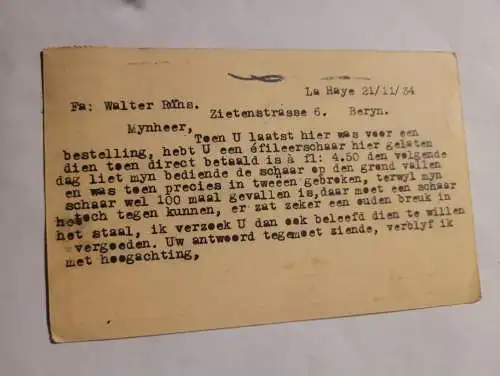 La Haye 21/11/34
Fa: Walter Rühs.
Zietenstrasse 6. Beryn.
Mynheer,
Toen U laatst hier was voor een
bestelling, hebt U een éfileerschaar hier gelaten
dien toen direct betaald is à fl: 4.50 den volgende
dag liet myn bediende de schaar op den grond vallen
en was toen precies in tweëen gebroken, terwyl myn
schaar wel 100 maal gevallen is, daar moet een schaar
toch tegen kunnen, er zat zeker een ouden breuk in
het staal, ik verzoek U dan ook beleefd dien te willen
vergoeden. Uw antwoord tegemoet ziende, verblyf ik
met hoogachting,